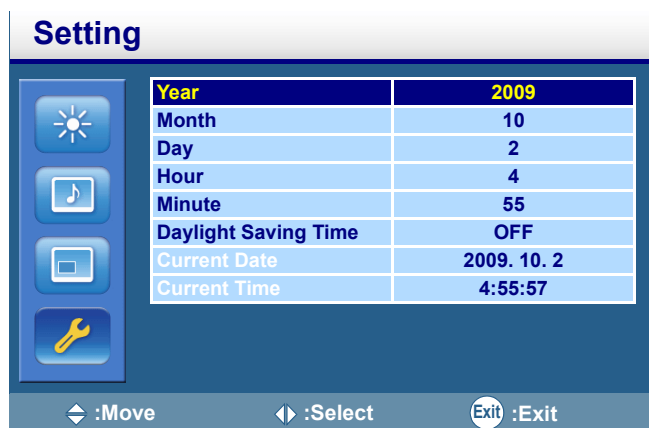 Setting
Year 2009
Month 10
Day 2
Hour 4
Minute 55
Daylight Saving Time OFF
Current Date 2009. 10. 2
Current Time 4:55:57
:Move :Select Exit :Exit